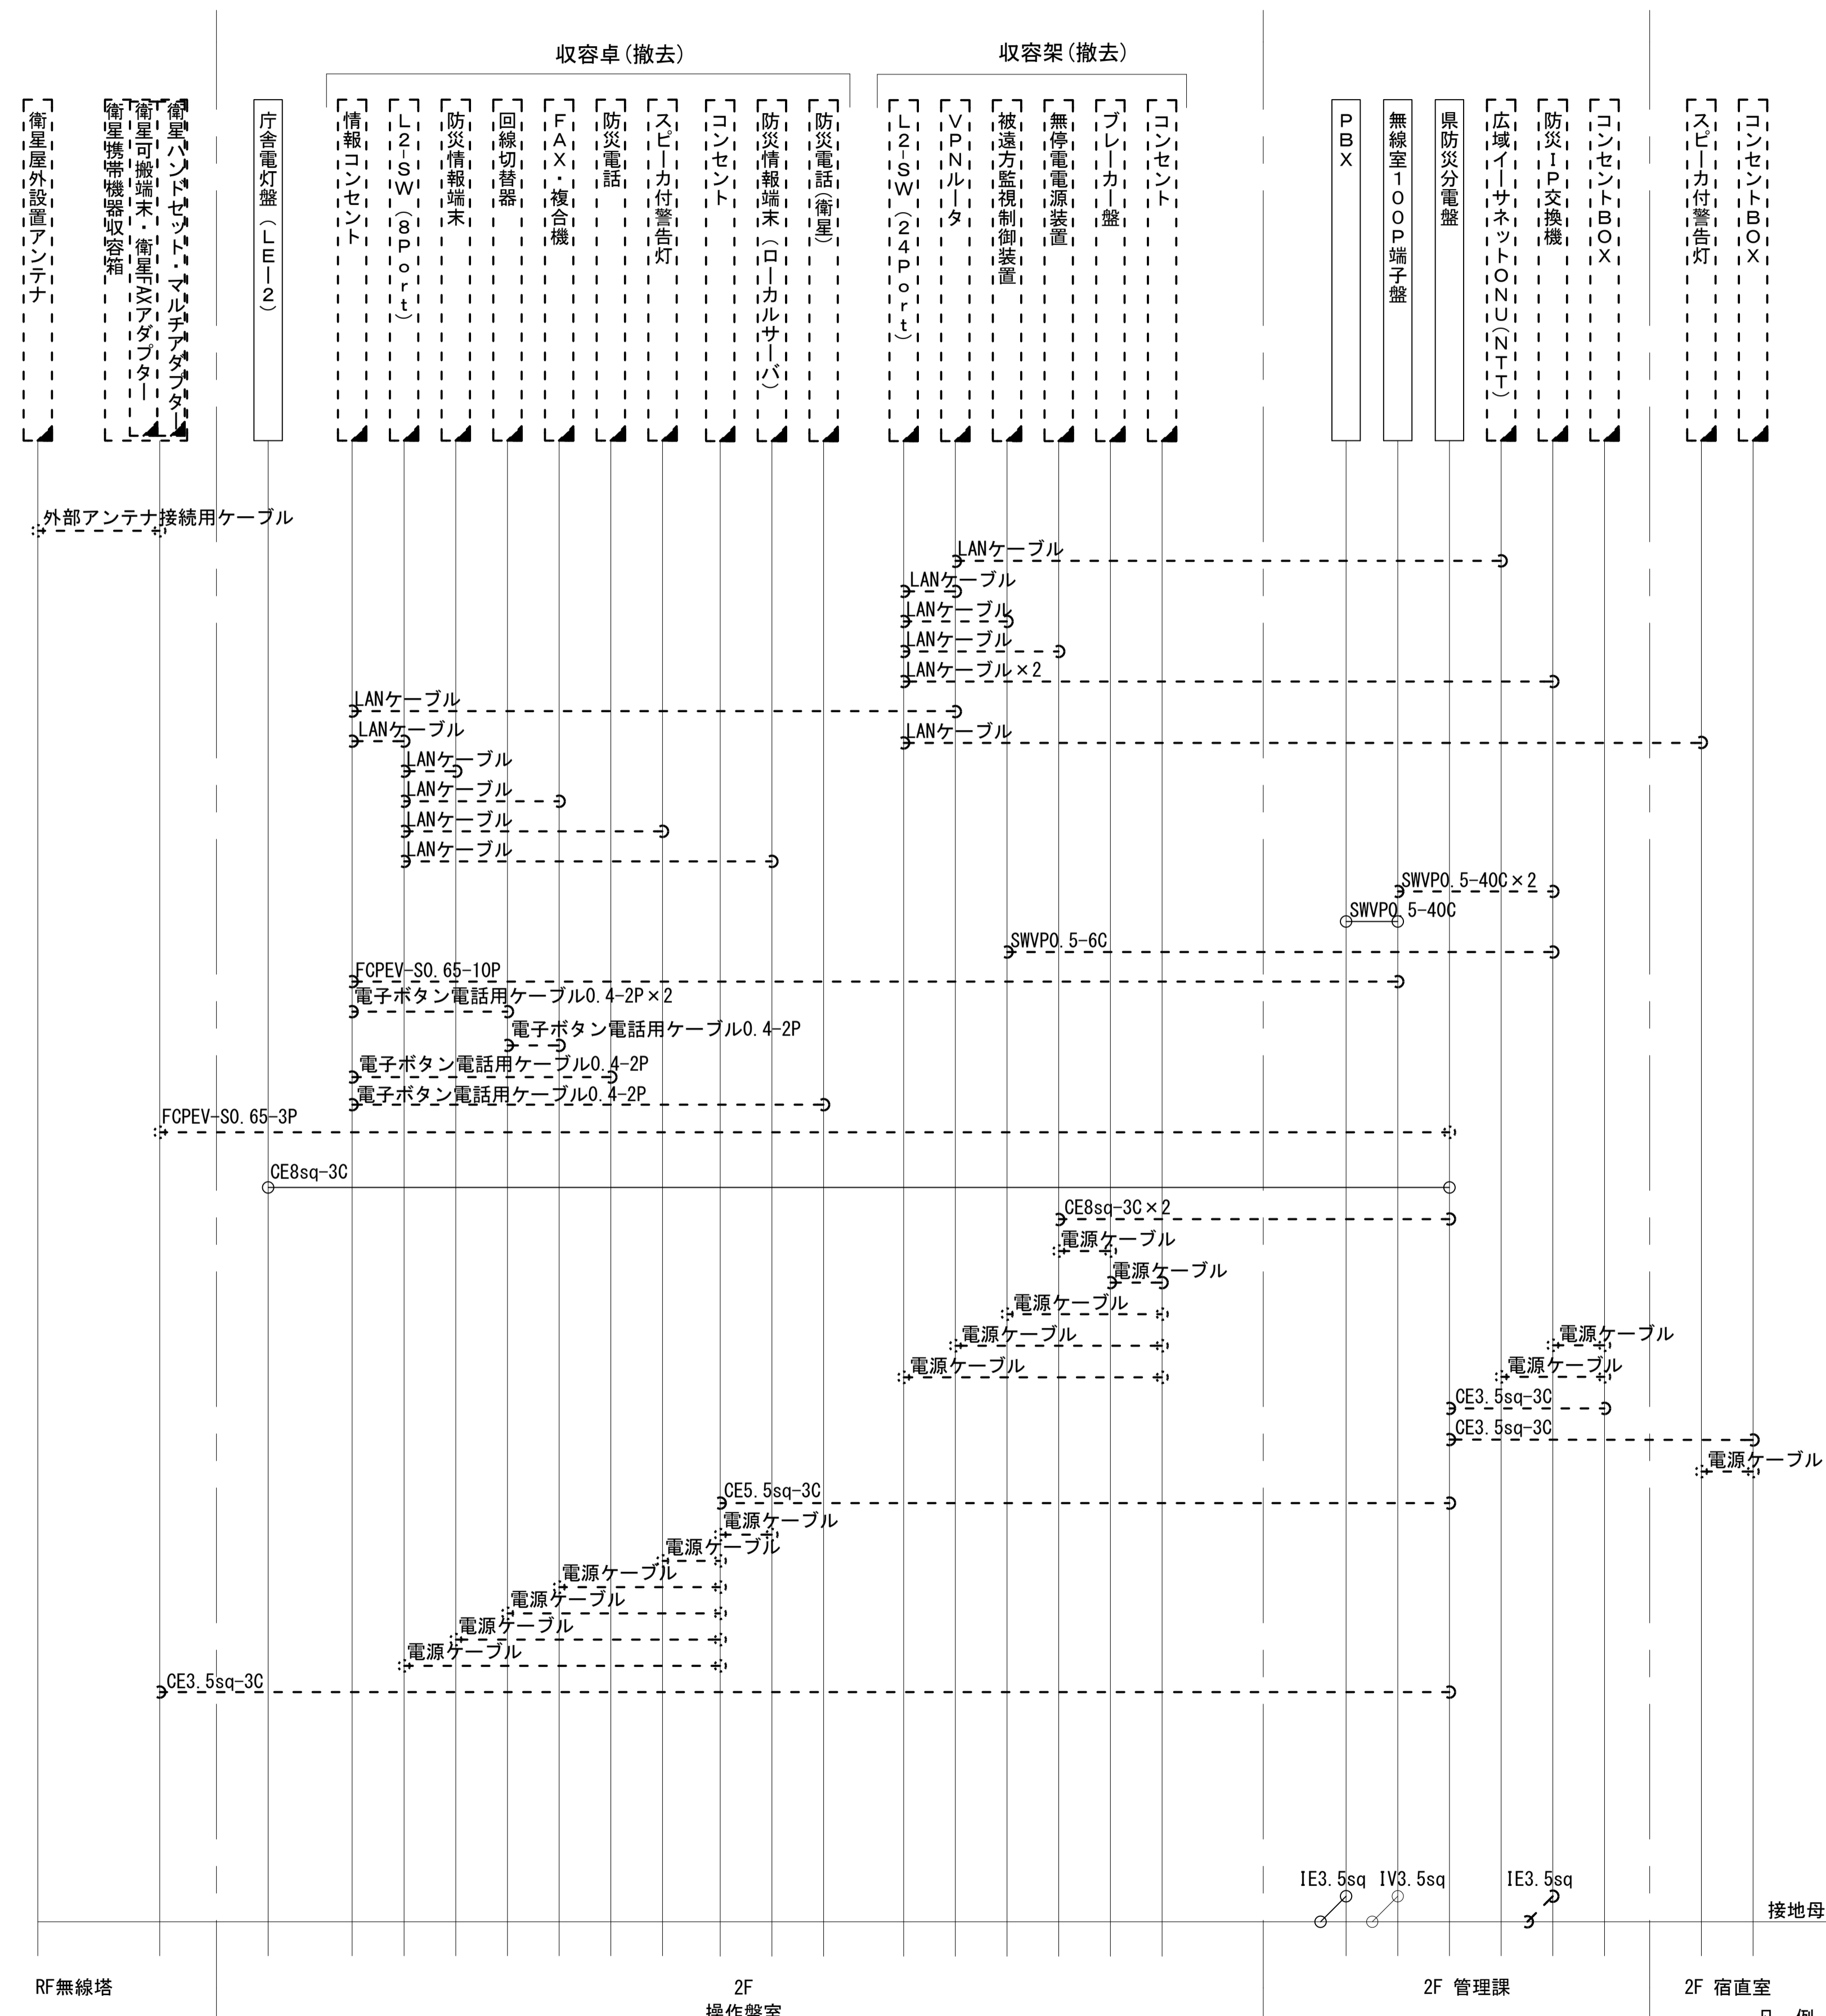 収容卓(撤去)
収容架(撤去)
衛星屋外設置アンテナ
衛星携帯機器収容箱
衛星可搬端末・衛星FAXアダプター
衛星ハンドセット・マルチアダプター
庁舎電灯盤(LEー2)
情報コンセント
L2-SW(8Port)
防災情報端末
回線切替器
FAX・複合機
防災電話
スピーカ付警告灯
コンセント
防災情報端末(ローカルサーバ)
防災電話(衛星)
L2-SW(24Port)
VPNルータ
被遠方監視制御装置
無停電電源装置
ブレーカー盤
コンセント
PBX
無線室100P端子盤
県防災分電盤
広域イーサネットONU(NTT)
防災IP交換機
コンセントBOX
スピーカ付警告灯
コンセントBOX
外部アンテナ接続用ケーブル
LANケーブル
LANケーブル
LANケーブル
LANケーブル
LANケーブル×2
LANケーブル
LANケーブル
LANケーブル
LANケーブル
LANケーブル
LANケーブル
LANケーブル
SWVP0.5-40C×2
SWVP0.5-40C
SWVP0.5-6C
FCPEV-S0.65-10P
電子ボタン電話用ケーブル0.4-2P×2
電子ボタン電話用ケーブル0.4-2P
電子ボタン電話用ケーブル0.4-2P
電子ボタン電話用ケーブル0.4-2P
FCPEV-S0.65-3P
CE8sq-3C
CE8sq-3C×2
電源ケーブル
電源ケーブル
電源ケーブル
電源ケーブル
電源ケーブル
電源ケーブル
電源ケーブル
CE3.5sq-3C
CE3.5sq-3C
電源ケーブル
CE5.5sq-3C
電源ケーブル
電源ケーブル
電源ケーブル
電源ケーブル
電源ケーブル
電源ケーブル
CE3.5sq-3C
IE3.5sq
IV3.5sq
IE3.5sq
接地母
RF無線塔
2F
操作盤室
2F 管理課
2F 宿直室
凡 例